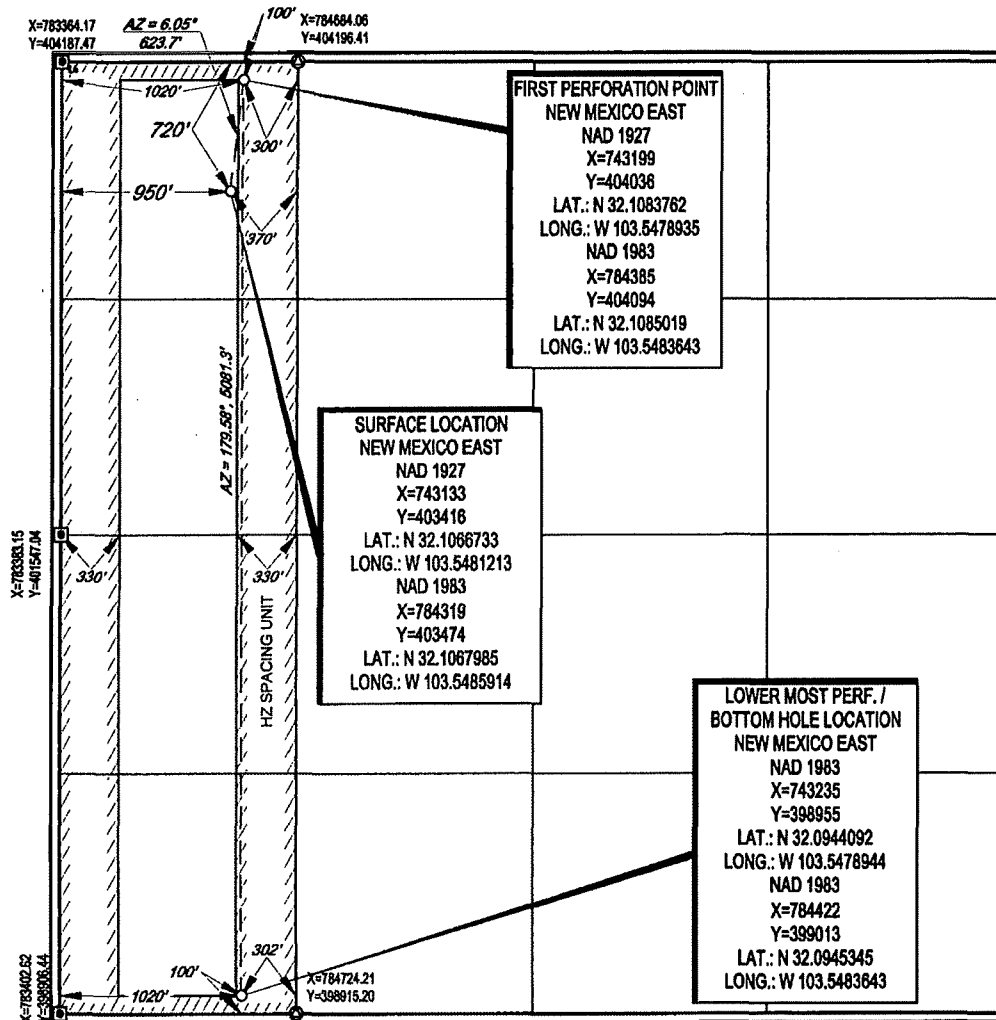 X=783364.17
Y=404187.47
AZ = 6.05°
623.7'
100'
X=784684.06
Y=404196.41
1020'
720'
300'
950'
370'
FIRST PERFORATION POINT
NEW MEXICO EAST
NAD 1927
X=743199
Y=404036
LAT.: N 32.1083762
LONG.: W 103.5478935
NAD 1983
X=784385
Y=404094
LAT.: N 32.1085019
LONG.: W 103.5483643
AZ = 179.58°, 5081.3'
SURFACE LOCATION
NEW MEXICO EAST
NAD 1927
X=743133
Y=403416
LAT.: N 32.1066733
LONG.: W 103.5481213
NAD 1983
X=784319
Y=403474
LAT.: N 32.1067985
LONG.: W 103.5485914
X=783383.15
Y=401547.04
330'
330'
HZ SPACING UNIT
LOWER MOST PERF. /
BOTTOM HOLE LOCATION
NEW MEXICO EAST
NAD 1983
X=743235
Y=398955
LAT.: N 32.0944092
LONG.: W 103.5478944
NAD 1983
X=784422
Y=399013
LAT.: N 32.0945345
LONG.: W 103.5483643
X=783402.62
Y=398906.44
100'
302'
1020'
X=784724.21
Y=398915.20